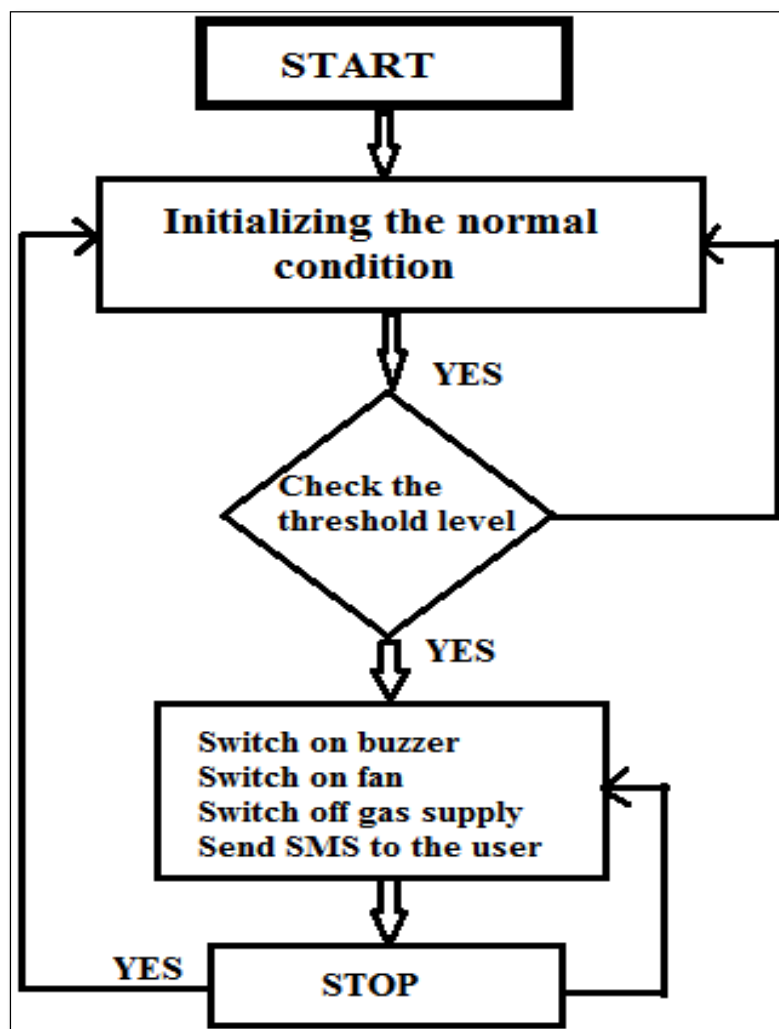 START
Initializing the normal
condition
YES
Check the
threshold level
YES
Switch on buzzer
Switch on fan
Switch off gas supply
Send SMS to the user
YES
STOP